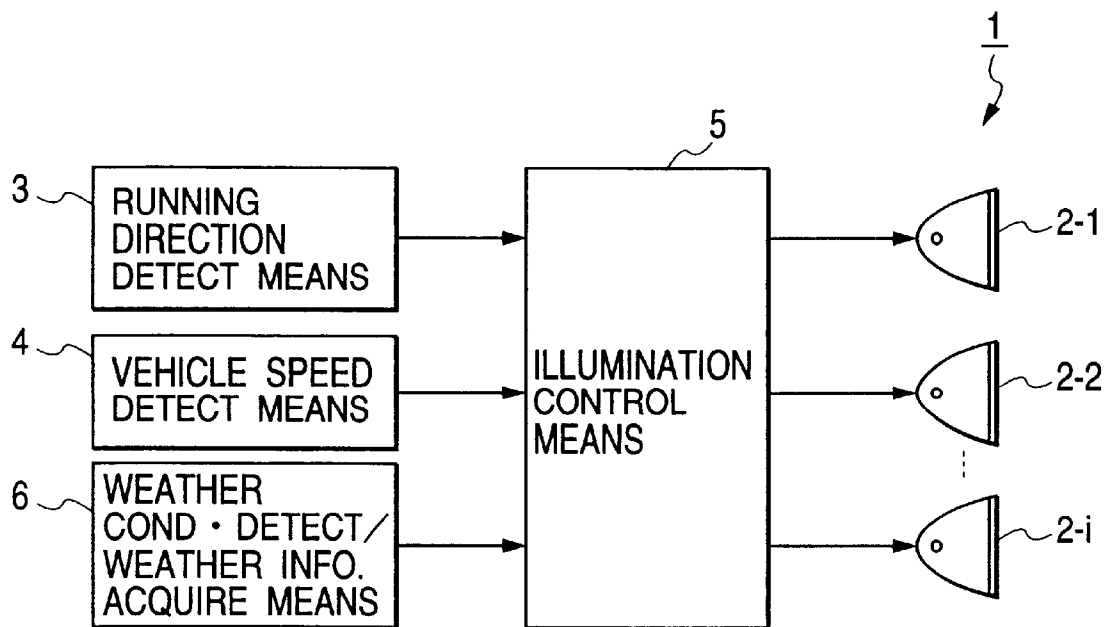 1
5
3
RUNNING
DIRECTION
DETECT MEANS
2-1
4
VEHICLE SPEED
DETECT MEANS
ILLUMINATION
CONTROL
MEANS
2-2
6
WEATHER
COND・DETECT/
WEATHER INFO.
ACQUIRE MEANS
2-i